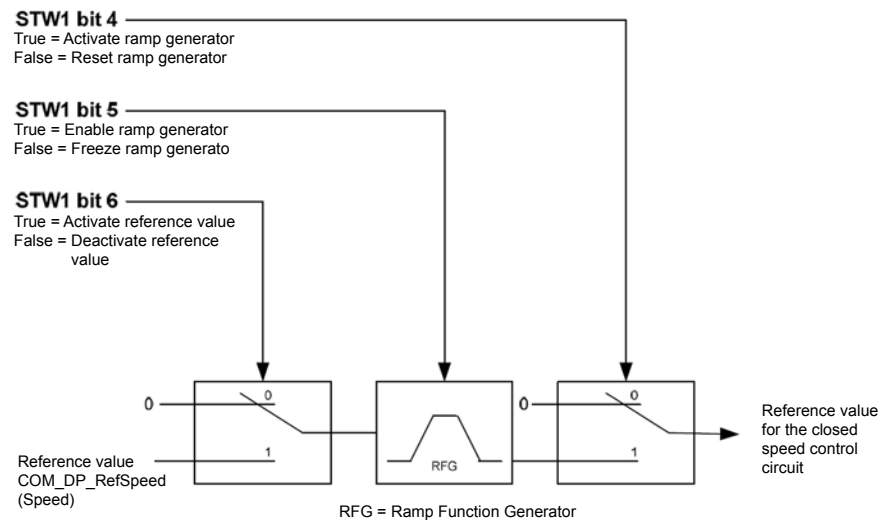 STW1 bit 4
True = Activate ramp generator
False = Reset ramp generator
STW1 bit 5
True = Enable ramp generator
False = Freeze ramp generato
STW1 bit 6
True = Activate reference value
False = Deactivate reference
value
0
0
1
Reference value
COM_DP_RefSpeed
(Speed)
RFG
0
0
1
Reference value
for the closed
speed control
circuit
RFG = Ramp Function Generator